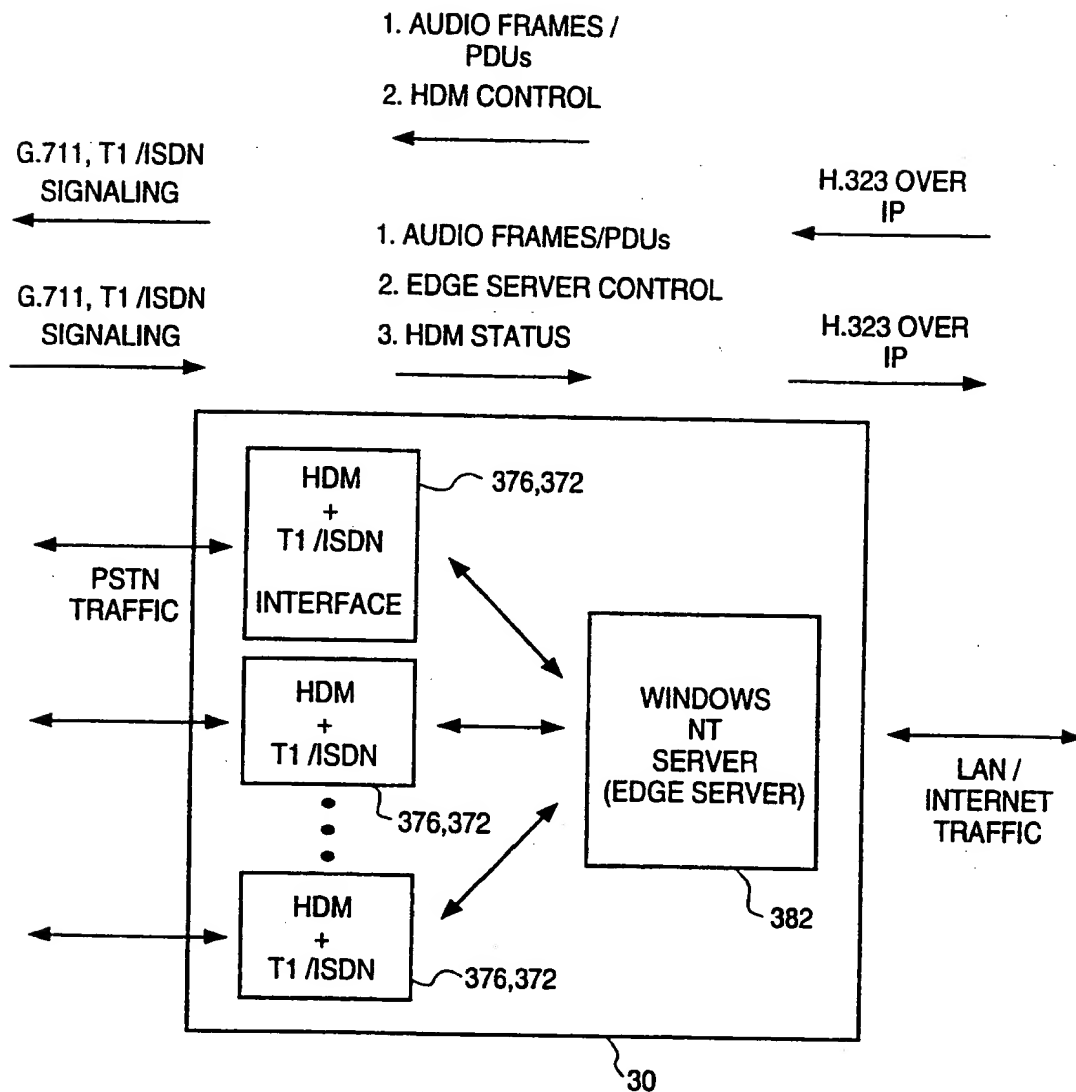 1. AUDIO FRAMES /
PDUs
2. HDM CONTROL
G.711, T1 /ISDN
SIGNALING
H.323 OVER
IP
1. AUDIO FRAMES/PDUs
2. EDGE SERVER CONTROL
3. HDM STATUS
G.711, T1 /ISDN
SIGNALING
H.323 OVER
IP
HDM
+
T1 /ISDN
INTERFACE
376,372
PSTN
TRAFFIC
HDM
+
T1 /ISDN
376,372
WINDOWS
NT
SERVER
(EDGE SERVER)
382
LAN /
INTERNET
TRAFFIC
HDM
+
T1 /ISDN
376,372
30